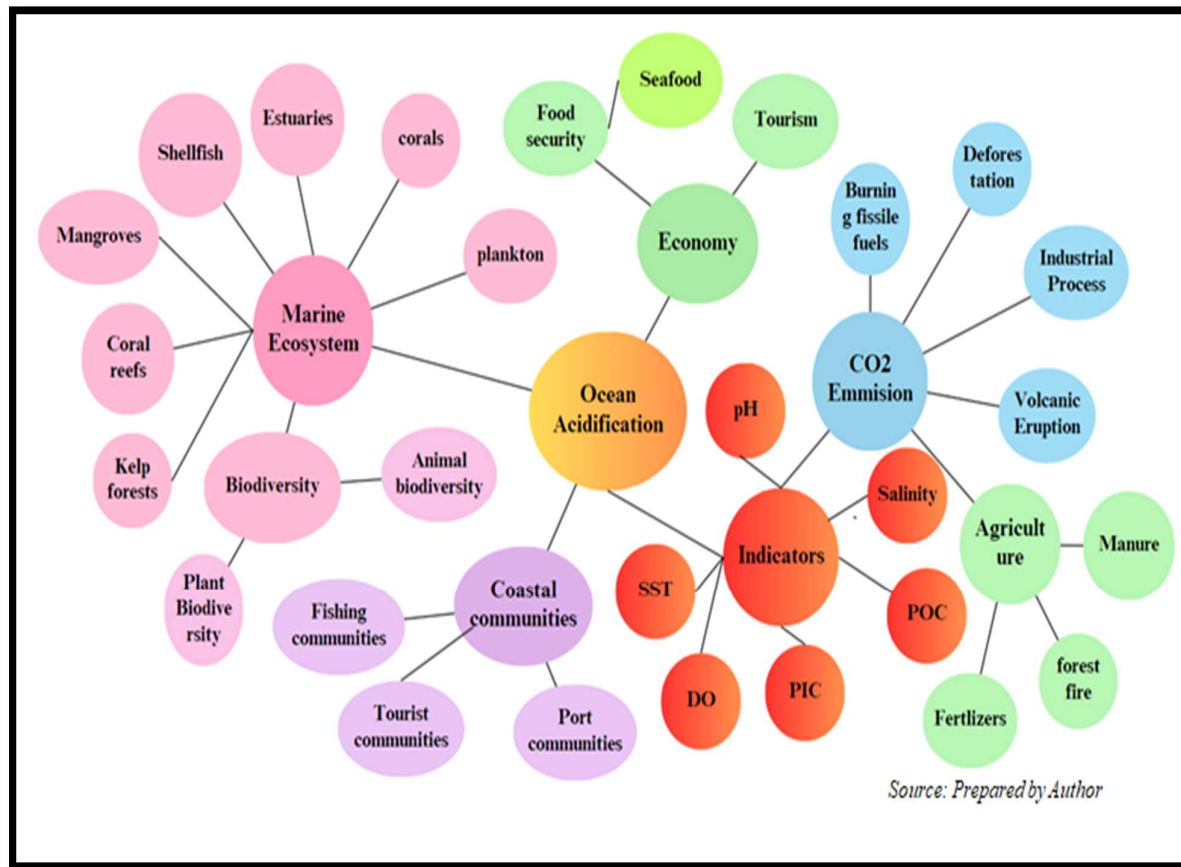 Seafood
Food
security
Tourism
Economy
Estuaries
Shellfish
corals
Mangroves
plankton
Marine
Ecosystem
Coral
reefs
Kelp
forests
Biodiversity
Animal
biodiversity
Plant
Biodive
rsity
Ocean
Acidification
Burnin
g fissile
fuels
Defores
tation
Industrial
Process
CO2
Emmision
Volcanic
Eruption
Agricult
ure
Manure
forest
fire
Fertlizers
pH
Salinity
Indicators
SST
POC
DO
PIC
Coastal
communities
Fishing
communities
Tourist
communities
Port
communities
Source: Prepared by Author